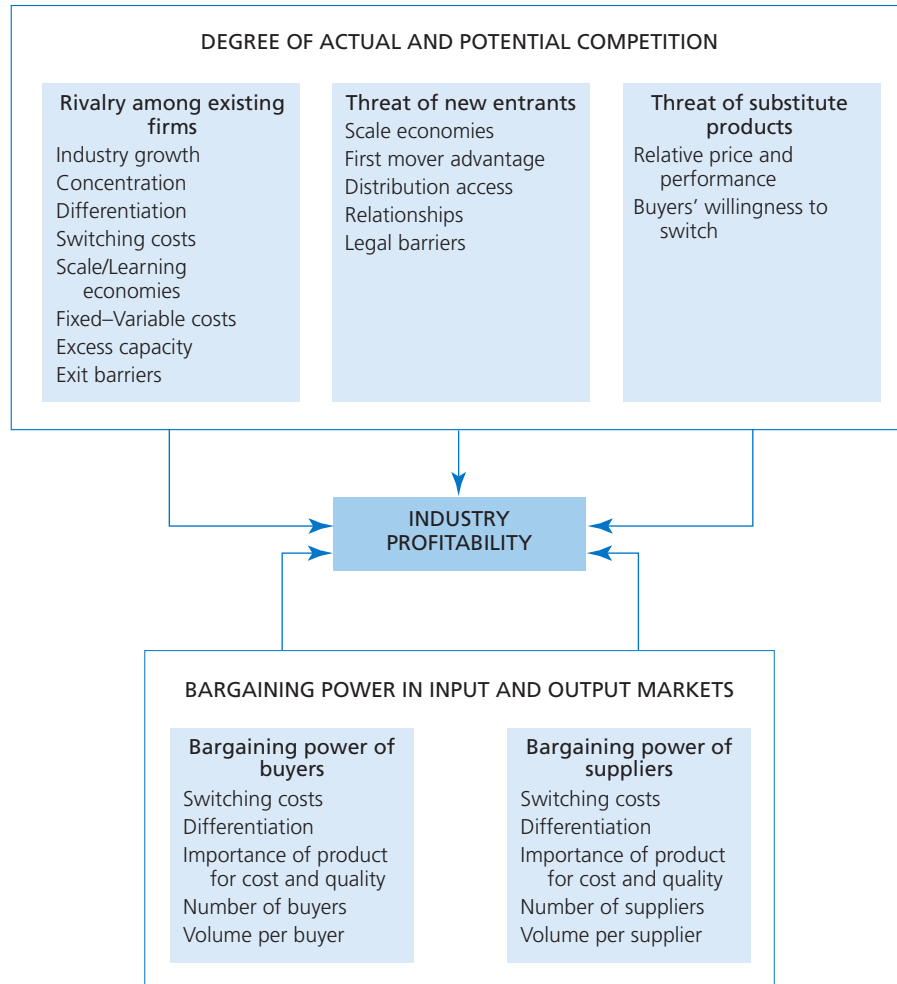 DEGREE OF ACTUAL AND POTENTIAL COMPETITION
Rivalry among existing
firms
Industry growth
Concentration
Differentiation
Switching costs
Scale/Learning
economies
Fixed–Variable costs
Excess capacity
Exit barriers
Threat of new entrants
Scale economies
First mover advantage
Distribution access
Relationships
Legal barriers
Threat of substitute
products
Relative price and
performance
Buyers’ willingness to
switch
INDUSTRY
PROFITABILITY
BARGAINING POWER IN INPUT AND OUTPUT MARKETS
Bargaining power of
buyers
Switching costs
Differentiation
Importance of product
for cost and quality
Number of buyers
Volume per buyer
Bargaining power of
suppliers
Switching costs
Differentiation
Importance of product
for cost and quality
Number of suppliers
Volume per supplier